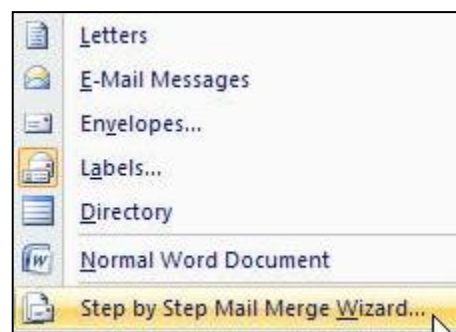 Letters
E-Mail Messages
Envelopes...
Labels...
Directory
Normal Word Document
Step by Step Mail Merge Wizard...